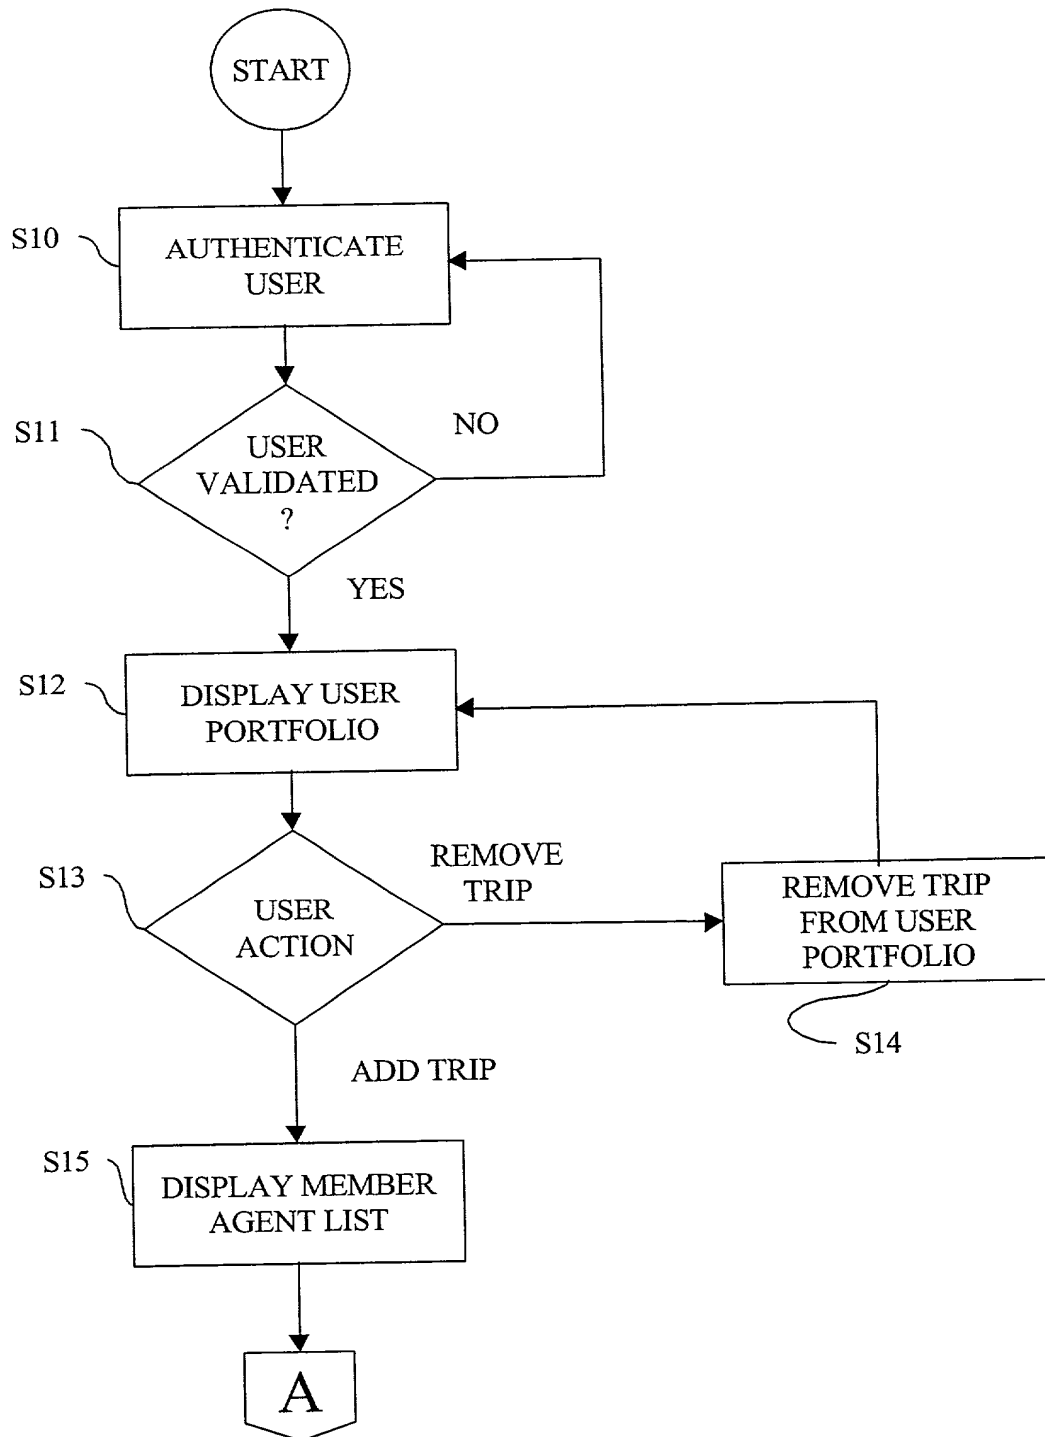 START
S10
AUTHENTICATE
USER
S11
USER
VALIDATED
?
NO
YES
S12
DISPLAY USER
PORTFOLIO
S13
USER
ACTION
REMOVE
TRIP
REMOVE TRIP
FROM USER
PORTFOLIO
S14
ADD TRIP
S15
DISPLAY MEMBER
AGENT LIST
A